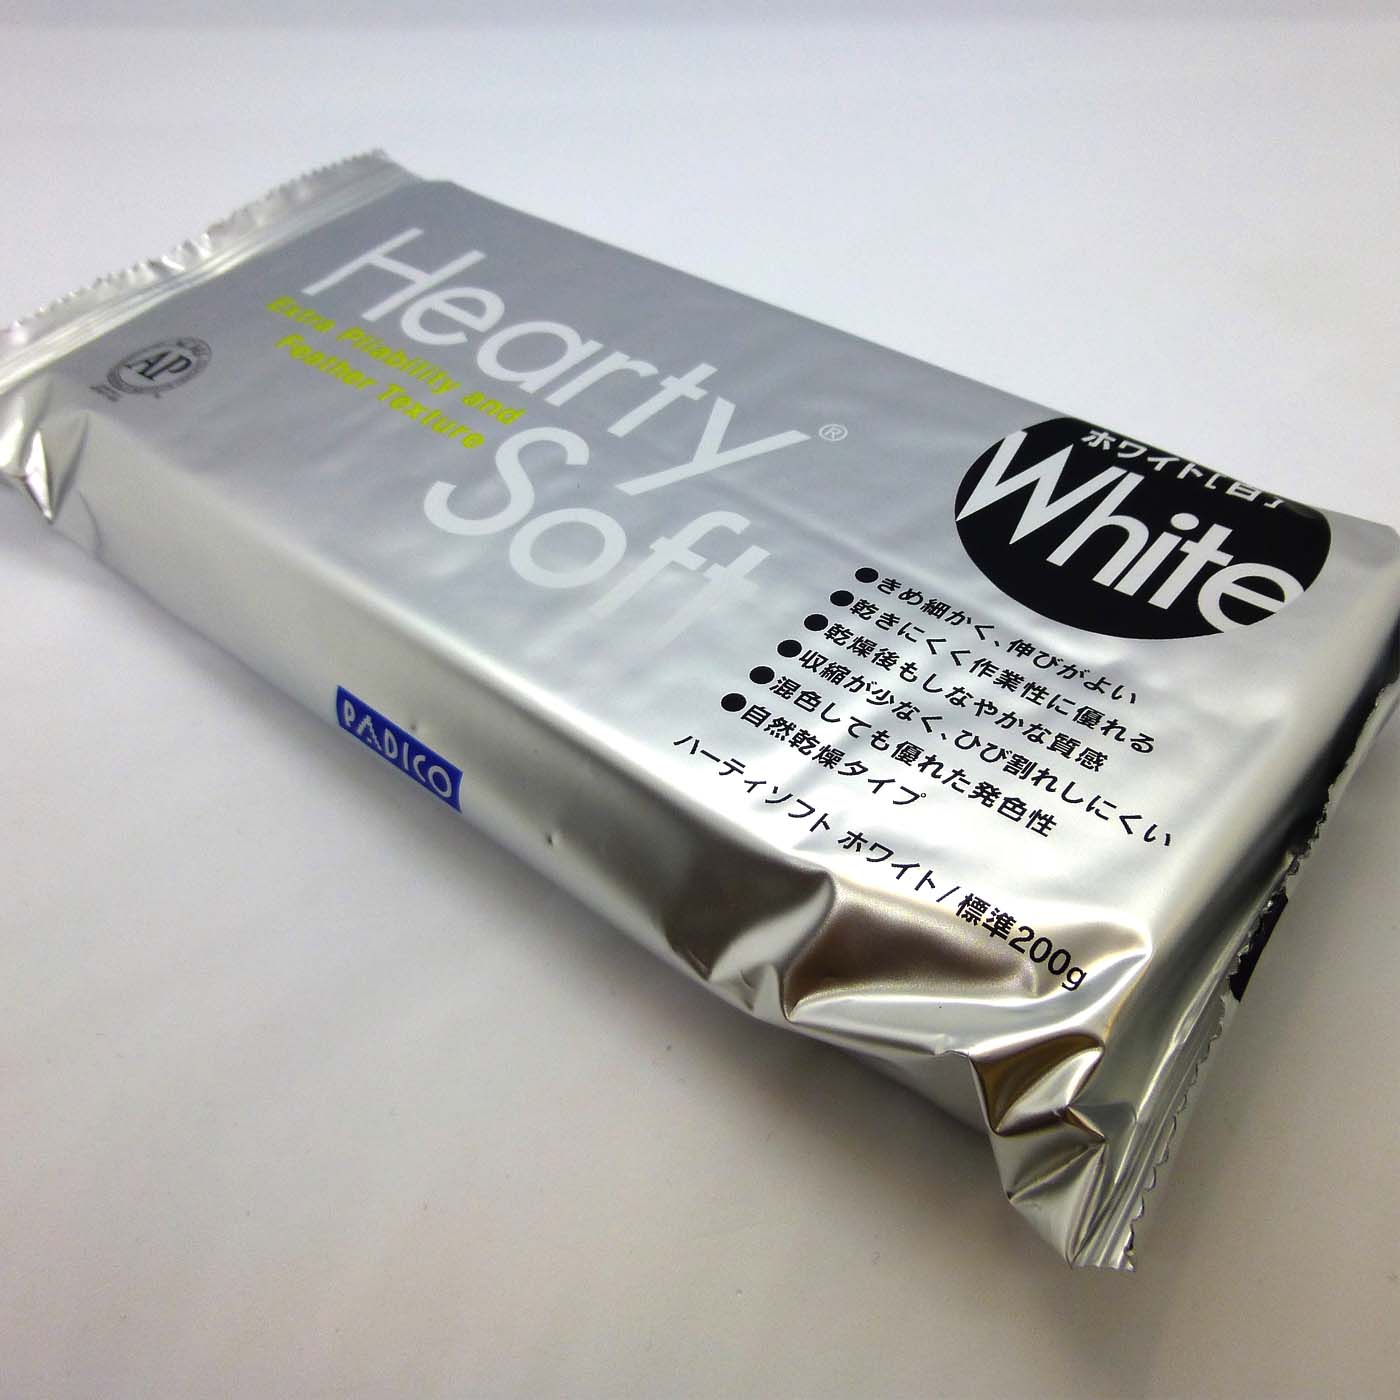 Hearty®
Extra Pliability and
Feather Texture
Soft
AP
ホワイト[白]
White
●きめ細かく、伸びがよい
●乾きにくく作業性に優れる
●乾燥後もしなやかな質感
●収縮が少なく、ひび割れしにくい
●混色しても優れた発色性
●自然乾燥タイプ
ハーティソフト ホワイト/標準200g
PADICO